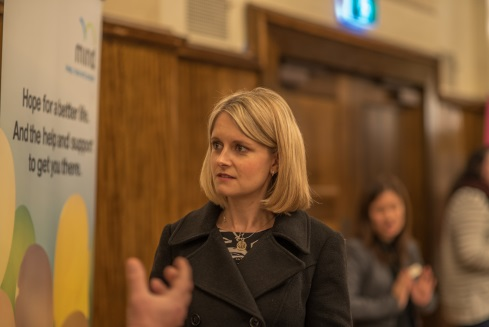 mind
Hope for a better life.
And the help and support
to get you there.